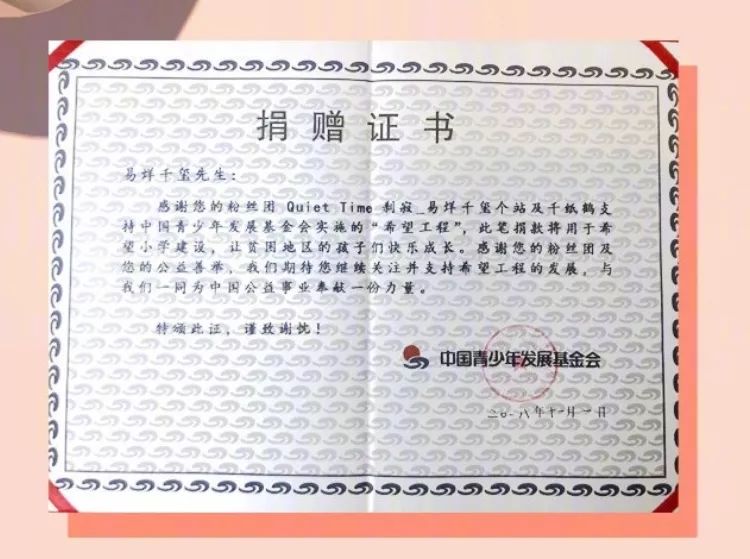 捐赠证书
易烊千玺先生：
感谢您的粉丝团 Quiet Time 刹寂_易烊千玺个站及千纸鹤支
持中国青少年发展基金会实施的“希望工程”，此笔捐款将用于希
望小学建设，让贫困地区的孩子们快乐成长。感谢您的粉丝团及
您的公益善举，我们期待您继续关注并支持希望工程的发展，与
我们一同为中国公益事业奉献一份力量。
特颁此证，谨致谢忱！
中国青少年发展基金会
二〇一八年十一月一日